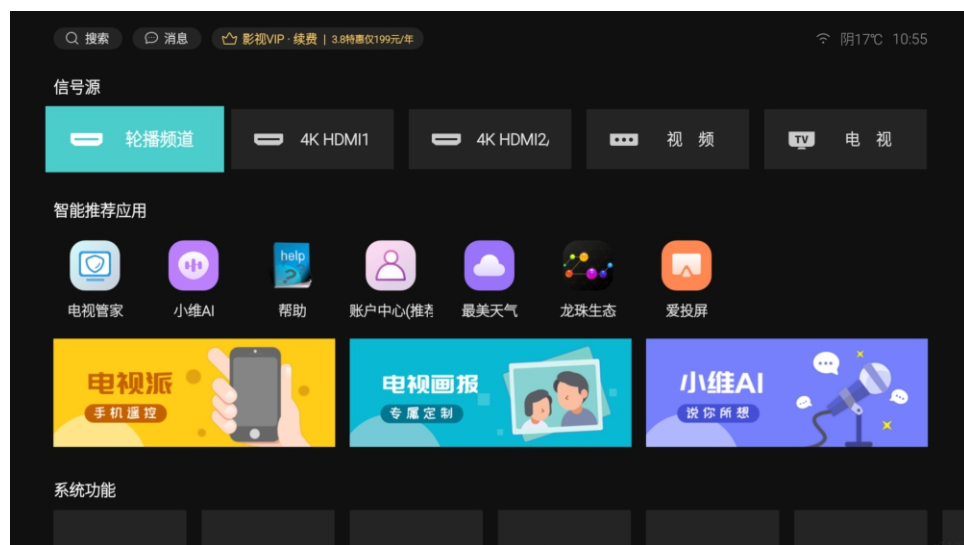 搜索 消息 影视VIP · 续费 | 3.8特惠仅199元/年 阴17℃ 10:55
信号源
轮播频道 4K HDMI1 4K HDMI2/ 视 频 TV 电 视
智能推荐应用
help
?
电视管家 小维AI 帮助 账户中心(推荐 最美天气 龙珠生态 爱投屏
电视派 电视画报 小维AI
手机遥控 专属定制 说你所想
系统功能